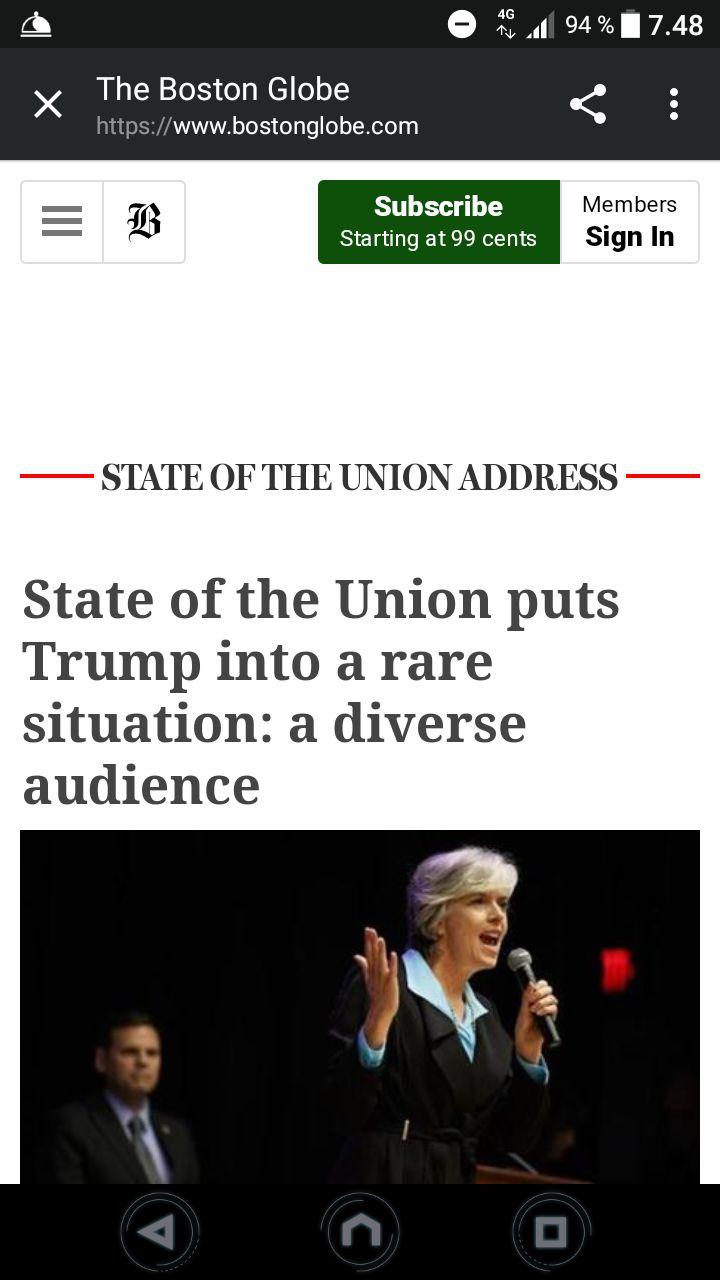 4G 94 % 7.48
The Boston Globe
https://www.bostonglobe.com
B
Subscribe
Starting at 99 cents
Members
Sign In
STATE OF THE UNION ADDRESS
State of the Union puts
Trump into a rare
situation: a diverse
audience